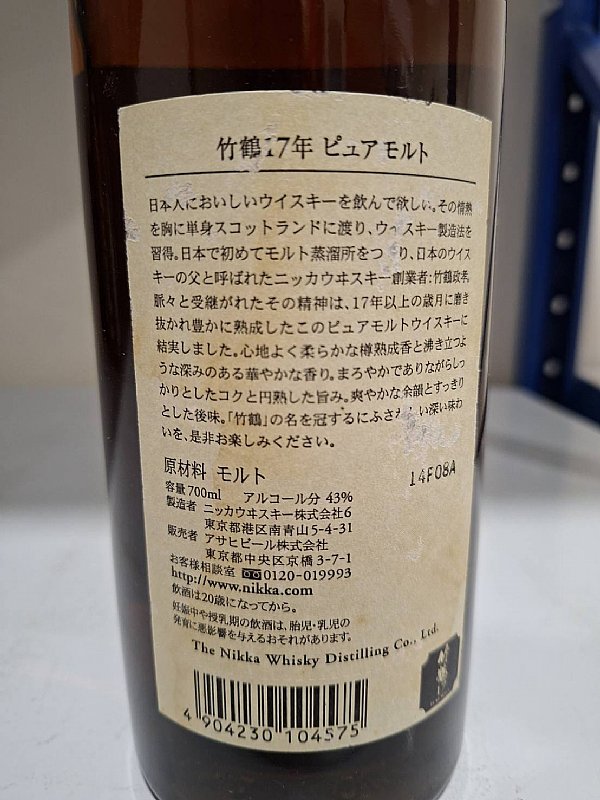 竹鶴17年 ピュアモルト
日本人においしいウイスキーを飲んで欲しい。その情熱
を胸に単身スコットランドに渡り、ウイスキー製造法を
習得。日本で初めてモルト蒸溜所をつくり、日本のウイス
キーの父と呼ばれたニッカウヰスキー創業者:竹鶴政孝。
脈々と受継がれたその精神は、17年以上の歳月に磨き
抜かれ豊かに熟成したこのピュアモルトウイスキーに
結実しました。心地よく柔らかな樽熟成香と沸き立つよ
うな深みのある華やかな香り。まろやかでありながらしっ
かりとしたコクと円熟した旨み。爽やかな余韻とすっきり
とした後味。「竹鶴」の名を冠するにふさわしい深い味わ
いを、是非お楽しみください。
原材料 モルト
14F08A
容量700ml アルコール分 43%
製造者 ニッカウヰスキー株式会社6
東京都港区南青山5-4-31
販売者 アサヒビール株式会社
東京都中央区京橋3-7-1
お客様相談室 0120-019993
http://www.nikka.com
飲酒は20歳になってから。
妊娠中や授乳期の飲酒は、胎児・乳児の
発育に悪影響を与えるおそれがあります。
The Nikka Whisky Distilling Co., Ltd.
4 904230 104575